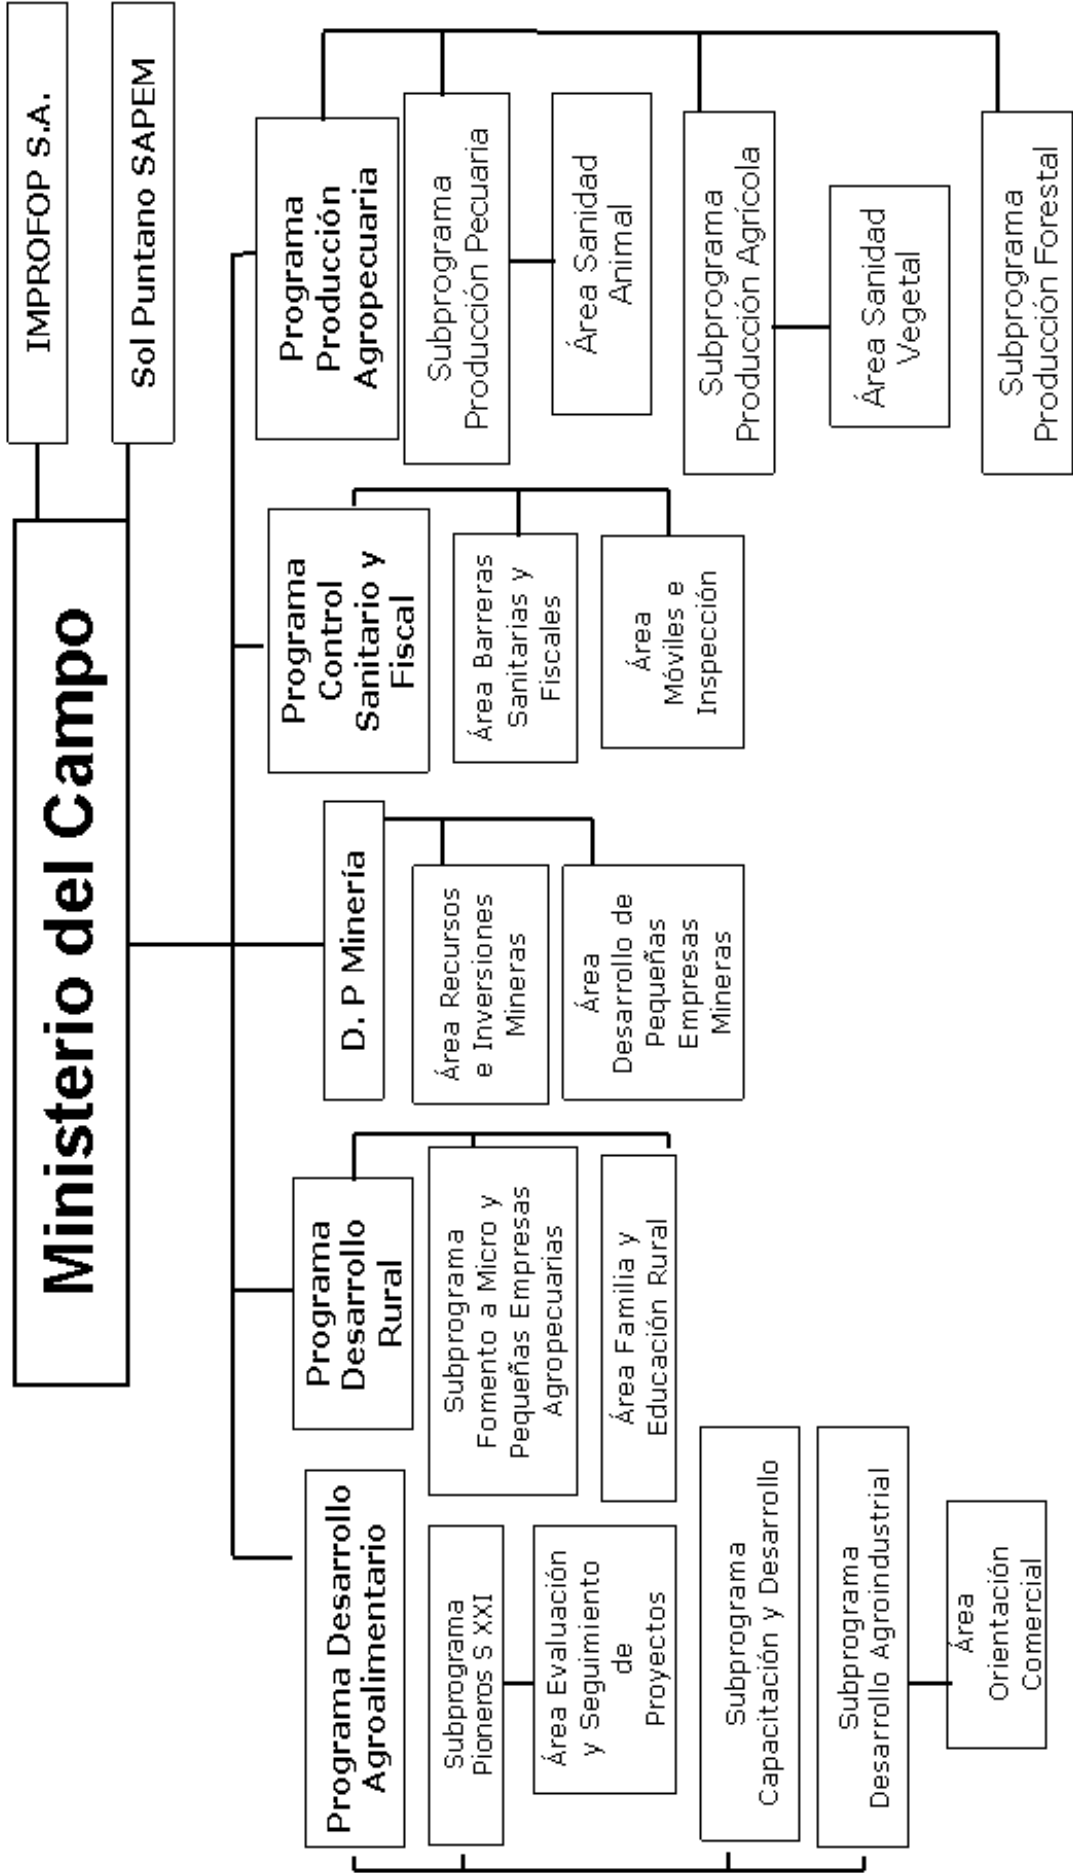 IMPROFOP S.A.
Ministerio del Campo
Sol Puntano SAPEM
Programa Desarrollo
Agroalimentario
Subprograma
Pioneros S XXI
Área Evaluación
y Seguimiento
de
Proyectos
Subprograma
Capacitación y Desarrollo
Subprograma
Desarrollo Agroindustrial
Área
Orientación
Comercial
Programa
Desarrollo
Rural
Subprograma
Fomento a Micro y
Pequeñas Empresas
Agropecuarias
Área Familia y
Educación Rural
D. P Minería
Área Recursos
e Inversiones
Mineras
Área
Desarrollo de
Pequeñas
Empresas
Mineras
Programa
Control
Sanitario y
Fiscal
Área Barreras
Sanitarias y
Fiscales
Área
Móviles e
Inspección
Programa
Producción
Agropecuaria
Subprograma
Producción Pecuaria
Área Sanidad
Animal
Subprograma
Producción Agrícola
Área Sanidad
Vegetal
Subprograma
Producción Forestal